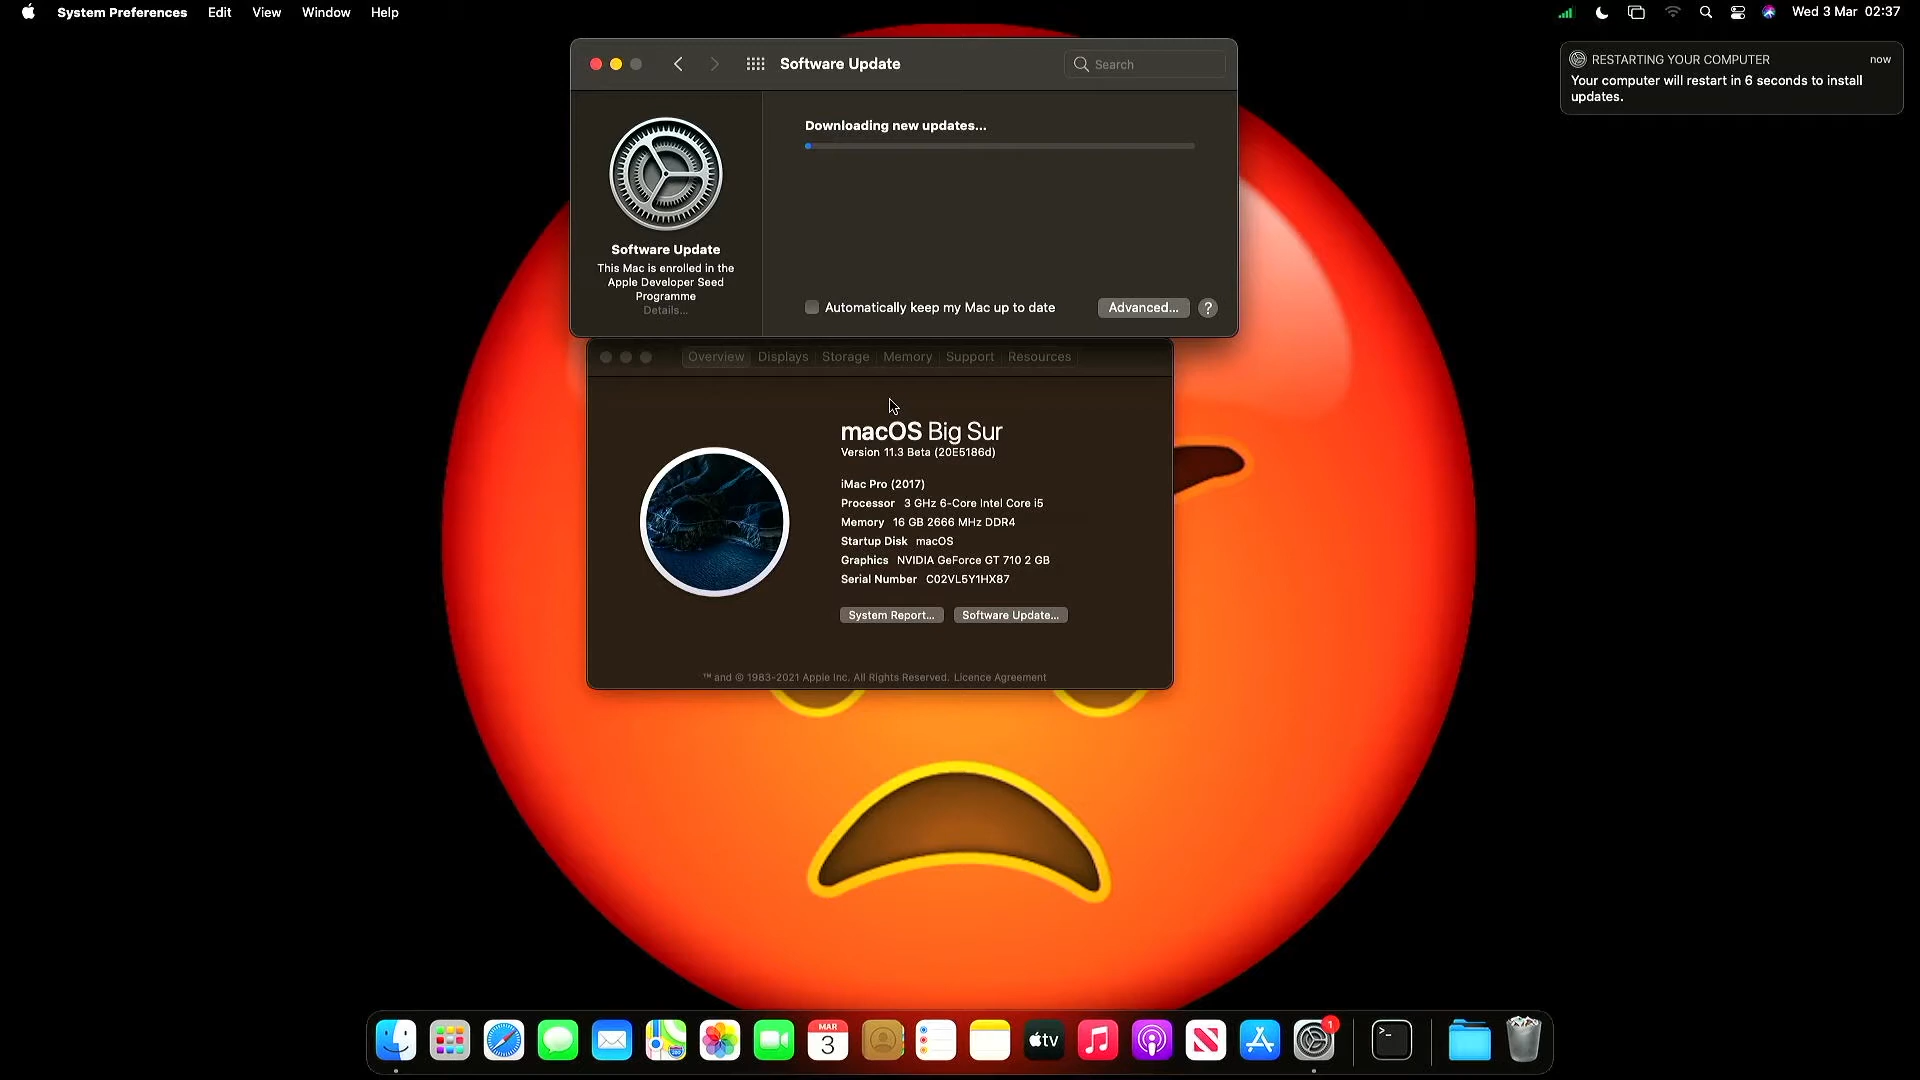 System Preferences Edit View Window Help
Wed 3 Mar 02:37
RESTARTING YOUR COMPUTER now
Your computer will restart in 6 seconds to install
updates.
Software Update
Search
Downloading new updates...
Software Update
This Mac is enrolled in the
Apple Developer Seed
Programme
Details...
Automatically keep my Mac up to date
Advanced...
?
Overview Displays Storage Memory Support Resources
macOS Big Sur
Version 11.3 Beta (20E5186d)
iMac Pro (2017)
Processor 3 GHz 6-Core Intel Core i5
Memory 16 GB 2666 MHz DDR4
Startup Disk macOS
Graphics NVIDIA GeForce GT 710 2 GB
Serial Number C02VL5Y1HX87
System Report... Software Update...
™ and © 1983-2021 Apple Inc. All Rights Reserved. Licence Agreement
MAR
3
tv
1
>_